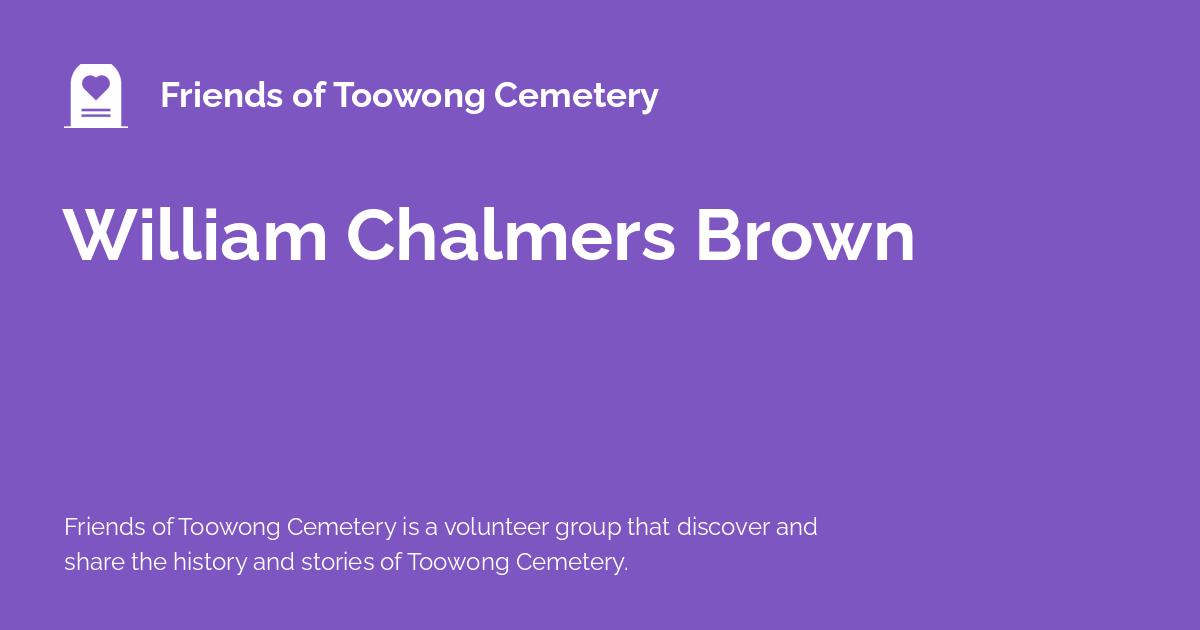 Friends of Toowong Cemetery
William Chalmers Brown
Friends of Toowong Cemetery is a volunteer group that discover and
share the history and stories of Toowong Cemetery.